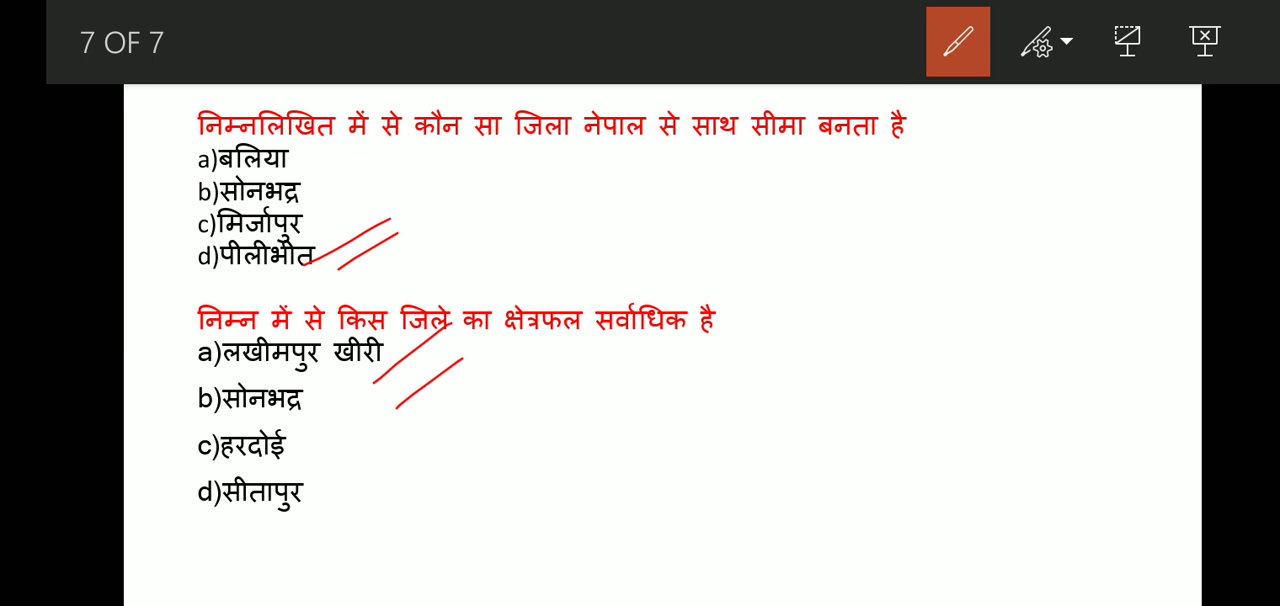 7 OF 7
निम्नलिखित में से कौन सा जिला नेपाल से साथ सीमा बनता है
a)बलिया
b)सोनभद्र
c)मिर्जापुर
d)पीलीभीत
निम्न में से किस जिले का क्षेत्रफल सर्वाधिक है
a)लखीमपुर खीरी
b)सोनभद्र
c)हरदोई
d)सीतापुर